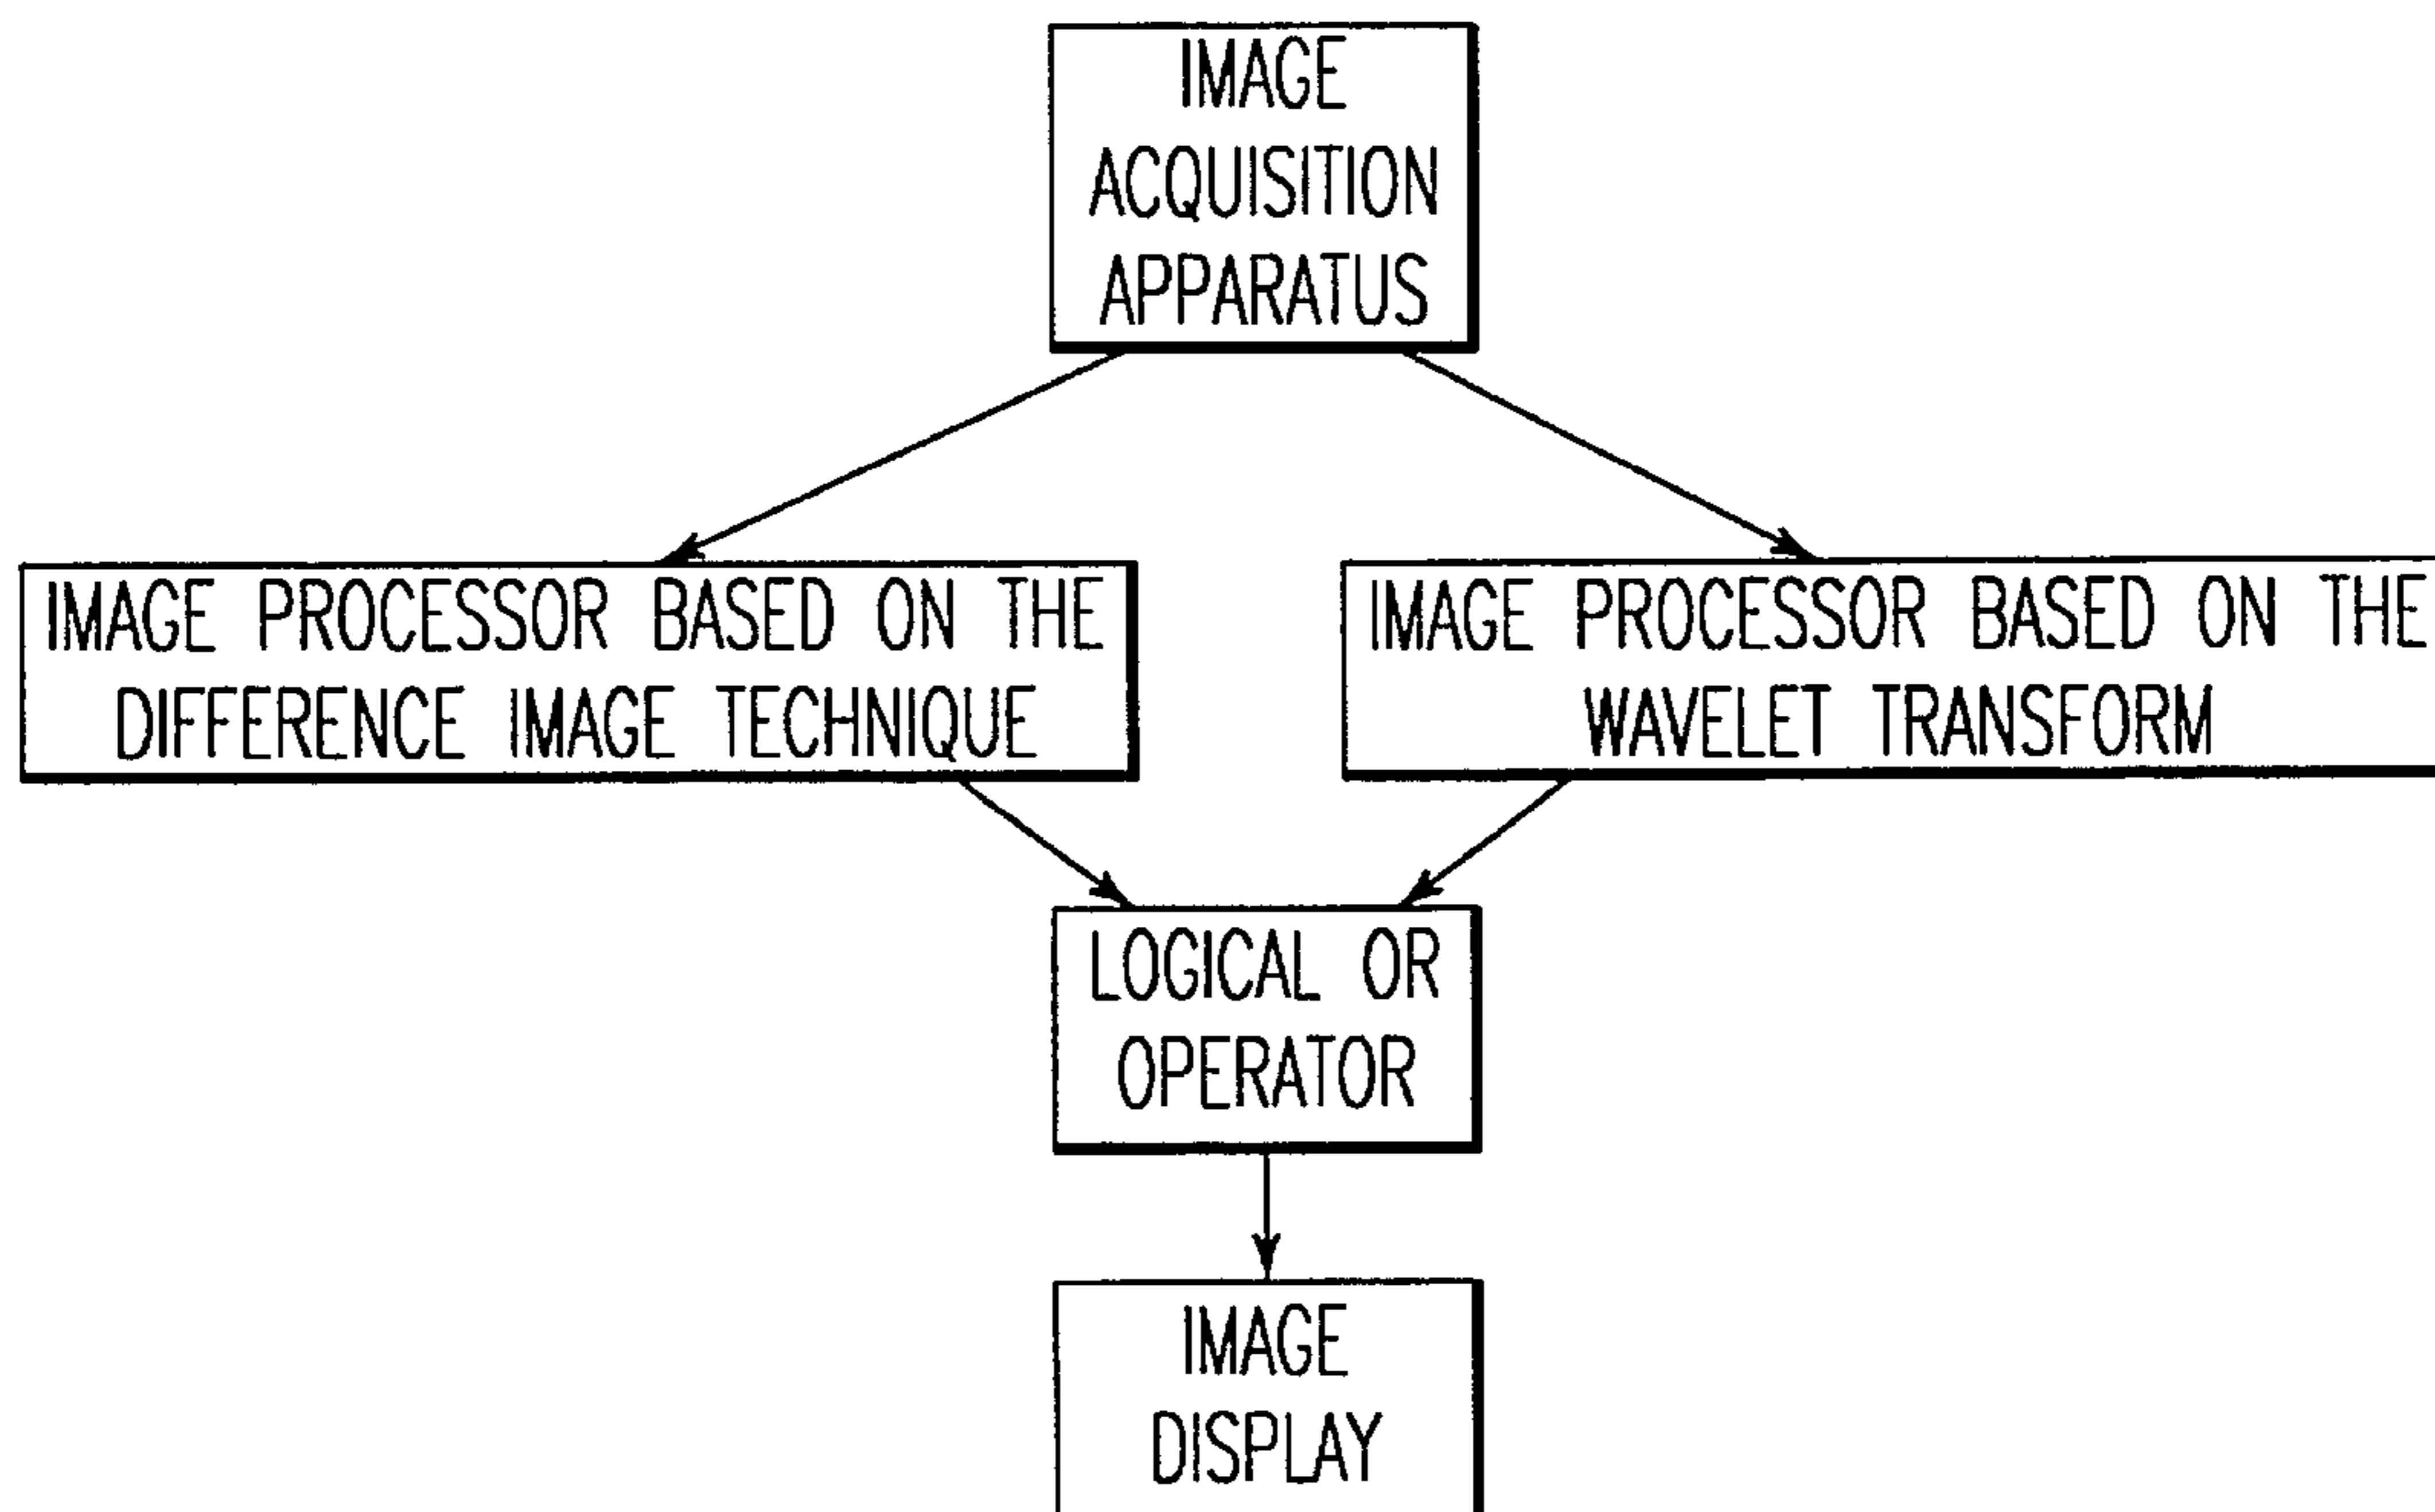 IMAGE
ACQUISITION
APPARATUS
IMAGE PROCESSOR BASED ON THE
DIFFERENCE IMAGE TECHNIQUE
IMAGE PROCESSOR BASED ON THE
WAVELET TRANSFORM
LOGICAL OR
OPERATOR
IMAGE
DISPLAY